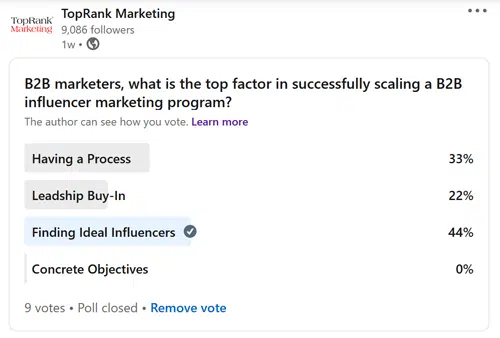 TopRank Marketing
TopRank
Marketing
9,086 followers
1w •
B2B marketers, what is the top factor in successfully scaling a B2B
influencer marketing program?
The author can see how you vote. Learn more
Having a Process 33%
Leadship Buy-In 22%
Finding Ideal Influencers 44%
Concrete Objectives 0%
9 votes • Poll closed • Remove vote